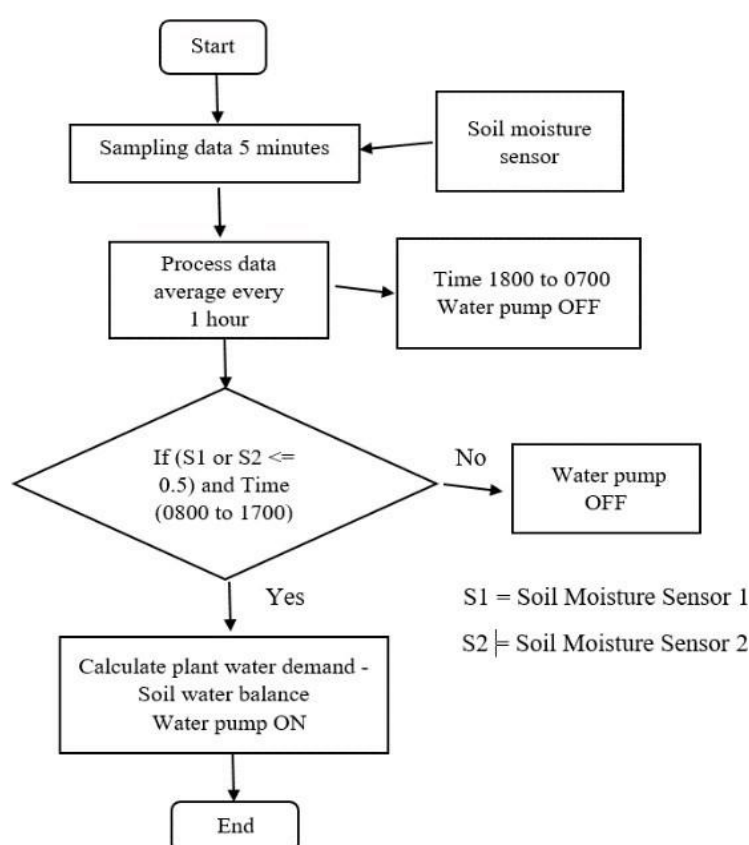 Start
Sampling data 5 minutes
Soil moisture
sensor
Process data
average every
1 hour
Time 1800 to 0700
Water pump OFF
If (S1 or S2 <=
0.5) and Time
(0800 to 1700)
No
Water pump
OFF
Yes
S1 = Soil Moisture Sensor 1
S2 = Soil Moisture Sensor 2
Calculate plant water demand -
Soil water balance
Water pump ON
End